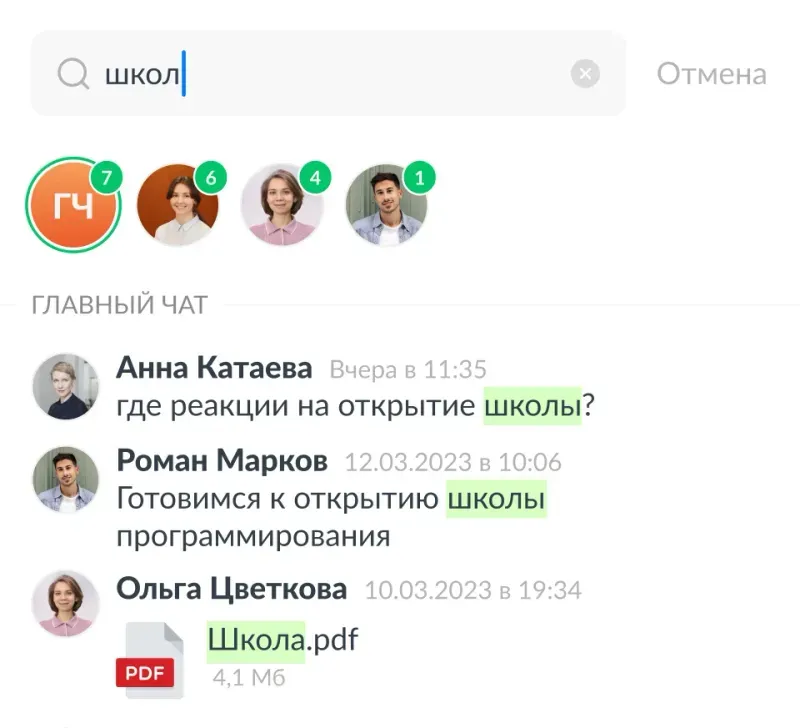 школ
Отмена
ГЧ 7 6 4 1
ГЛАВНЫЙ ЧАТ
Анна Катаева Вчера в 11:35
где реакции на открытие школы?
Роман Марков 12.03.2023 в 10:06
Готовимся к открытию школы
программирования
Ольга Цветкова 10.03.2023 в 19:34
Школа.pdf
PDF
4,1 Мб